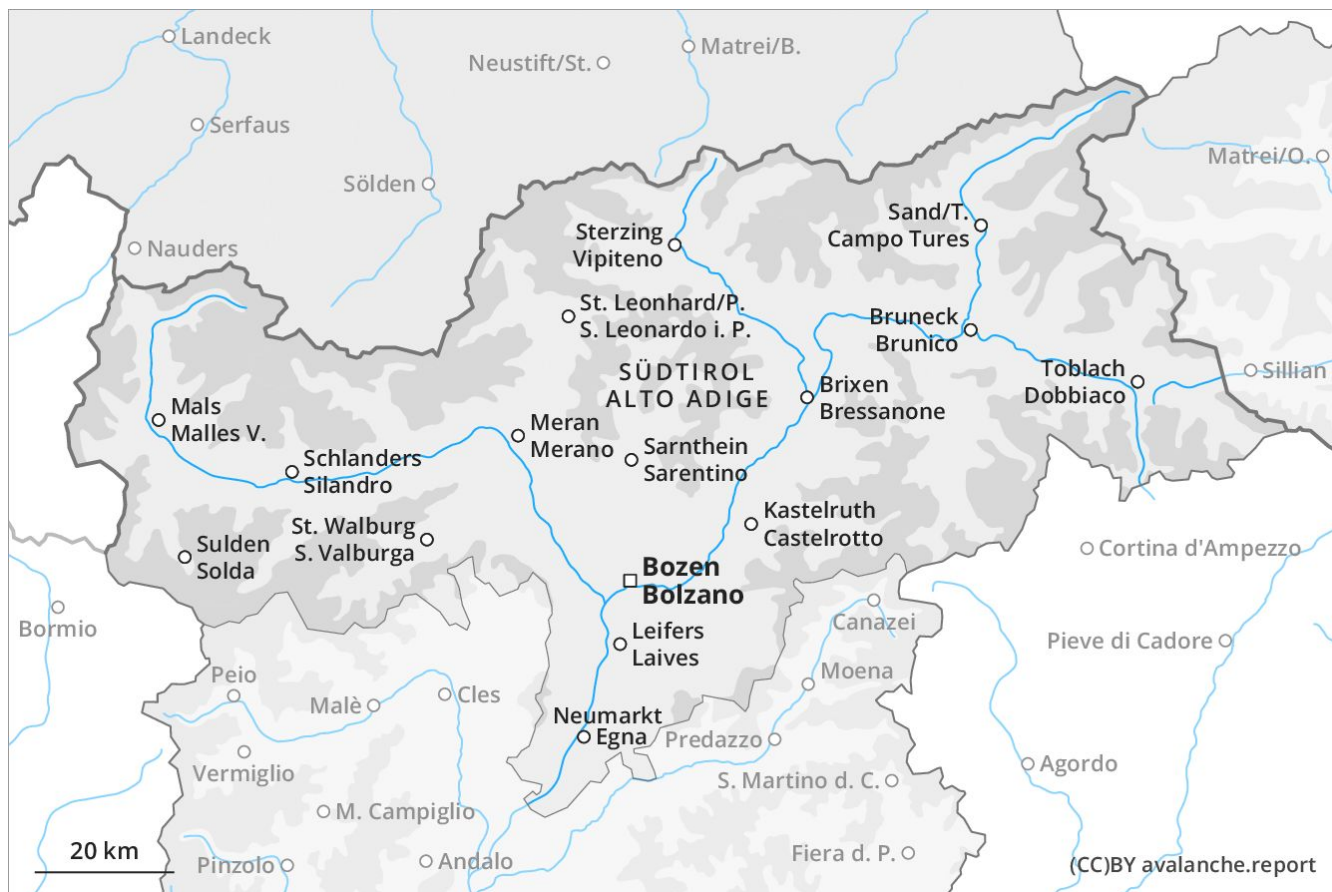 Landeck
Matrei/B.
Neustift/St.
Serfaus
Matrei/O.
Sölden
Sand/T.
Campo Tures
Sterzing
Vipiteno
Nauders
St. Leonhard/P.
S. Leonardo i. P.
Bruneck
Brunico
SÜDTIROL
ALTO ADIGE
Toblach
Dobbiaco
Sillian
Brixen
Bressanone
Mals
Malles V.
Meran
Merano
Sarnthein
Sarentino
Schlanders
Silandro
Kastelruth
Castelrotto
St. Walburg
S. Valburga
Sulden
Solda
Cortina d'Ampezzo
Bozen
Bolzano
Bormio
Canazei
Leifers
Laives
Pieve di Cadore
Peio
Moena
Malè
Cles
Neumarkt
Egna
Predazzo
Vermiglio
Agordo
S. Martino d. C.
M. Campiglio
20 km
Pinzolo
Andalo
Fiera d. P.
(CC)BY avalanche.report